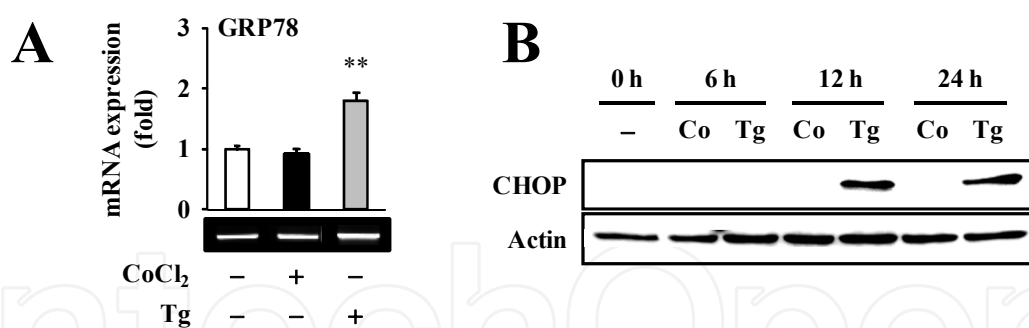 A
GRP78
mRNA expression
(fold)
3
2
1
0
**
CoCl₂ – + –
Tg – – +
B
0 h 6 h 12 h 24 h
– Co Tg Co Tg Co Tg
CHOP
Actin